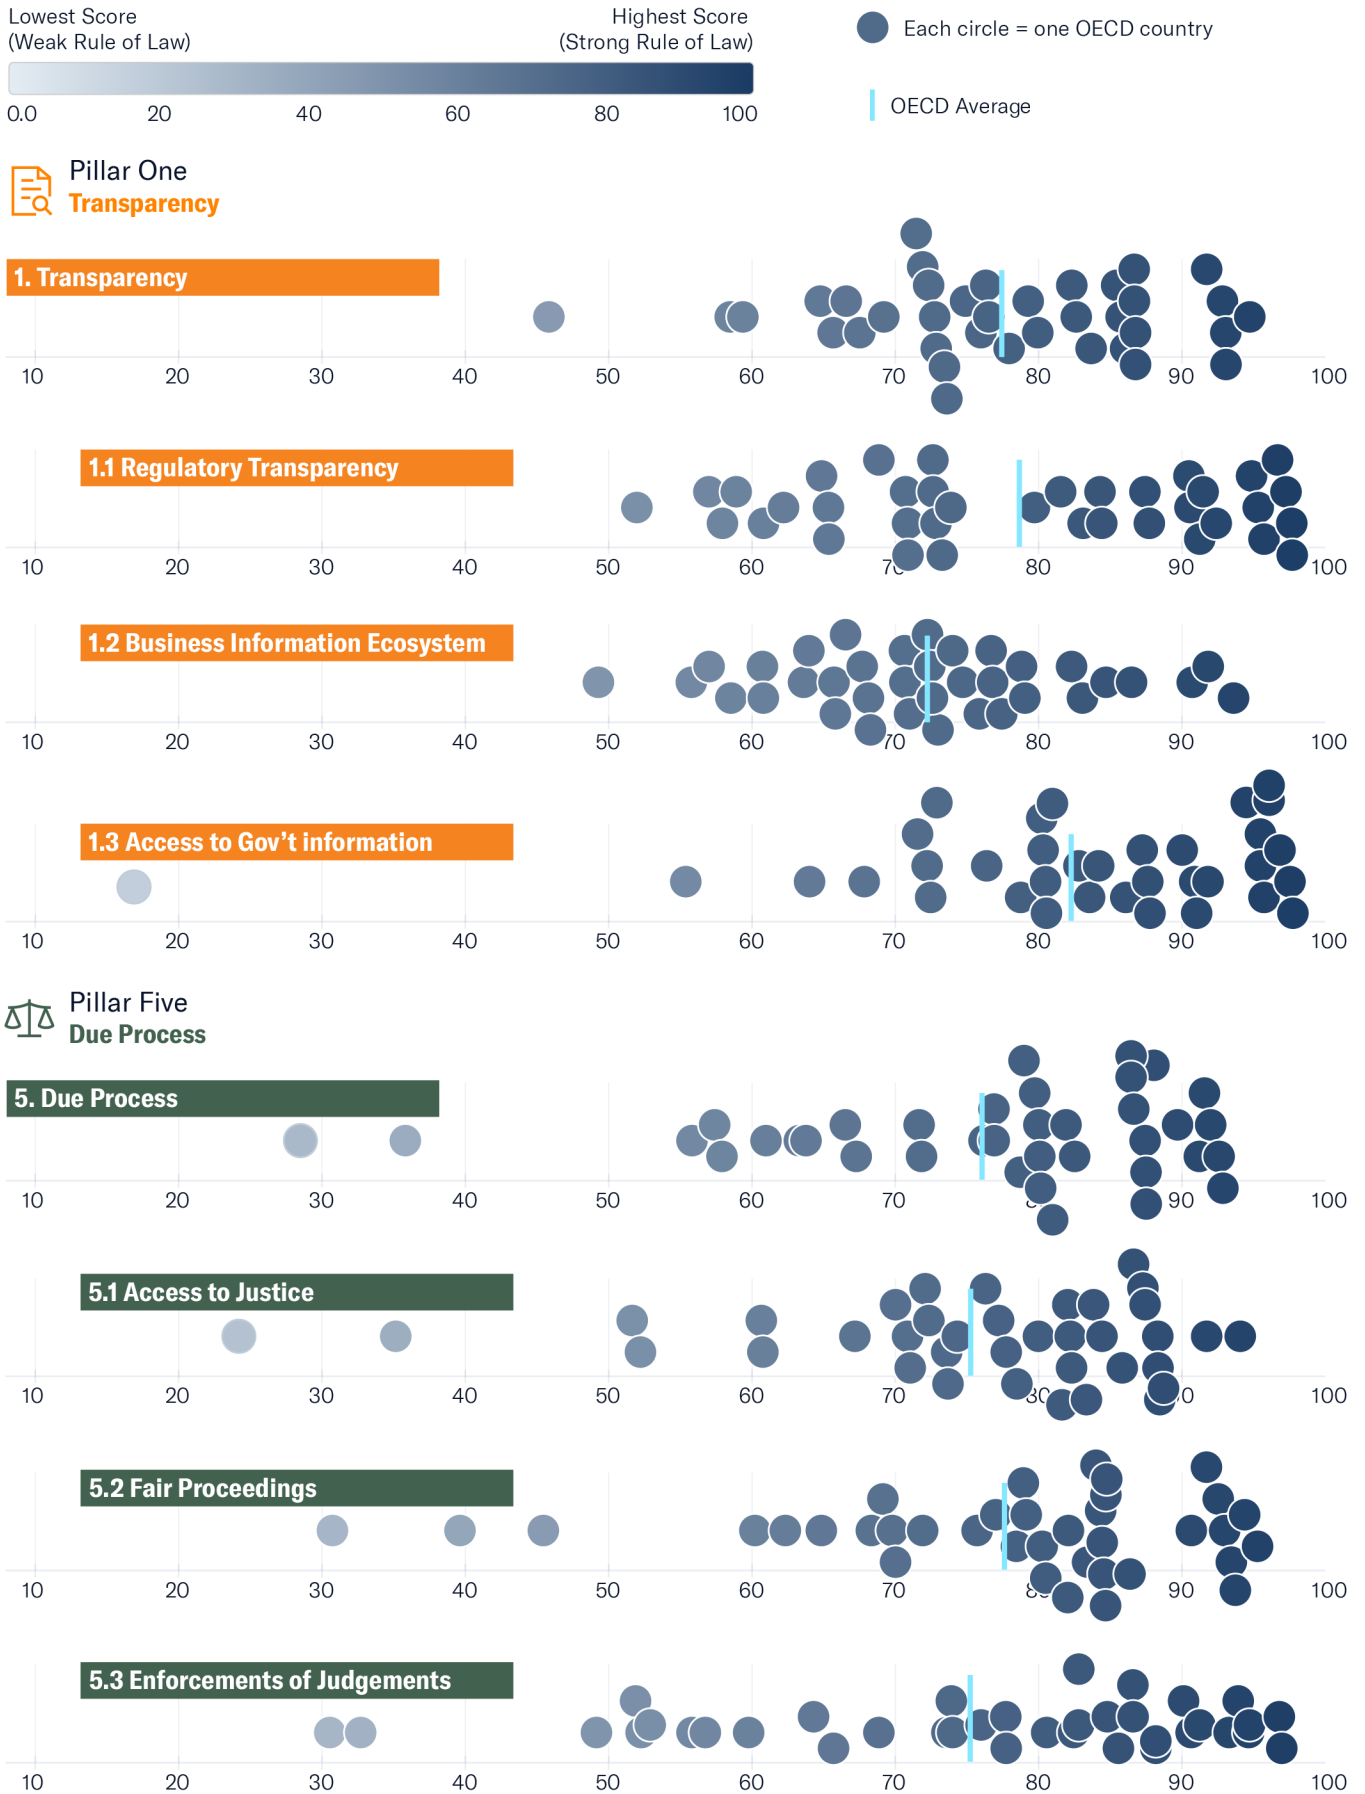 Lowest Score
(Weak Rule of Law)
Highest Score
(Strong Rule of Law)
0.0 20 40 60 80 100
Each circle = one OECD country
OECD Average
Pillar One
Transparency
1. Transparency
10 20 30 40 50 60 70 80 90 100
1.1 Regulatory Transparency
10 20 30 40 50 60 70 80 90 100
1.2 Business Information Ecosystem
10 20 30 40 50 60 70 80 90 100
1.3 Access to Gov’t information
10 20 30 40 50 60 70 80 90 100
Pillar Five
Due Process
5. Due Process
10 20 30 40 50 60 70 80 90 100
5.1 Access to Justice
10 20 30 40 50 60 70 80 90 100
5.2 Fair Proceedings
10 20 30 40 50 60 70 80 90 100
5.3 Enforcements of Judgements
10 20 30 40 50 60 70 80 90 100